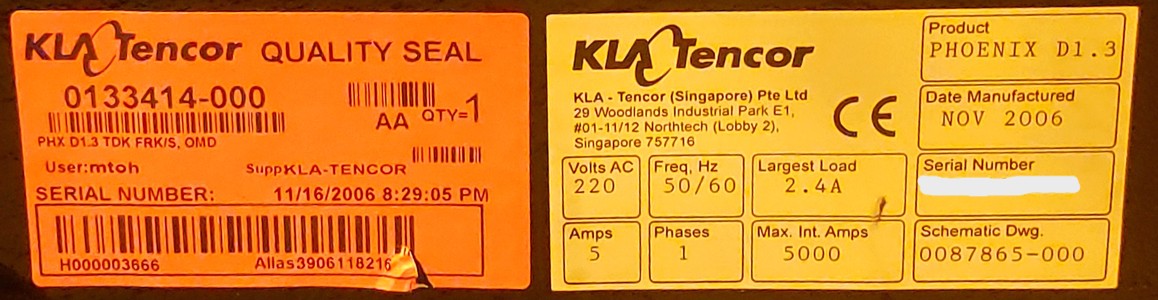 KLA Tencor QUALITY SEAL
0133414-000
AA QTY=1
PHX D1.3 TDK FRK/S, OMD
User:mtoh SuppKLA-TENCOR
SERIAL NUMBER: 11/16/2006 8:29:05 PM
H000003666 Alias3906118216
KLA Tencor
KLA - Tencor (Singapore) Pte Ltd
29 Woodlands Industrial Park E1,
#01-11/12 Northtech (Lobby 2),
Singapore 757716
CE
Product
PHOENIX D1.3
Date Manufactured
NOV 2006
Volts AC
220
Freq, Hz
50/60
Largest Load
2.4A
Serial Number
Amps
5
Phases
1
Max. Int. Amps
5000
Schematic Dwg.
0087865-000